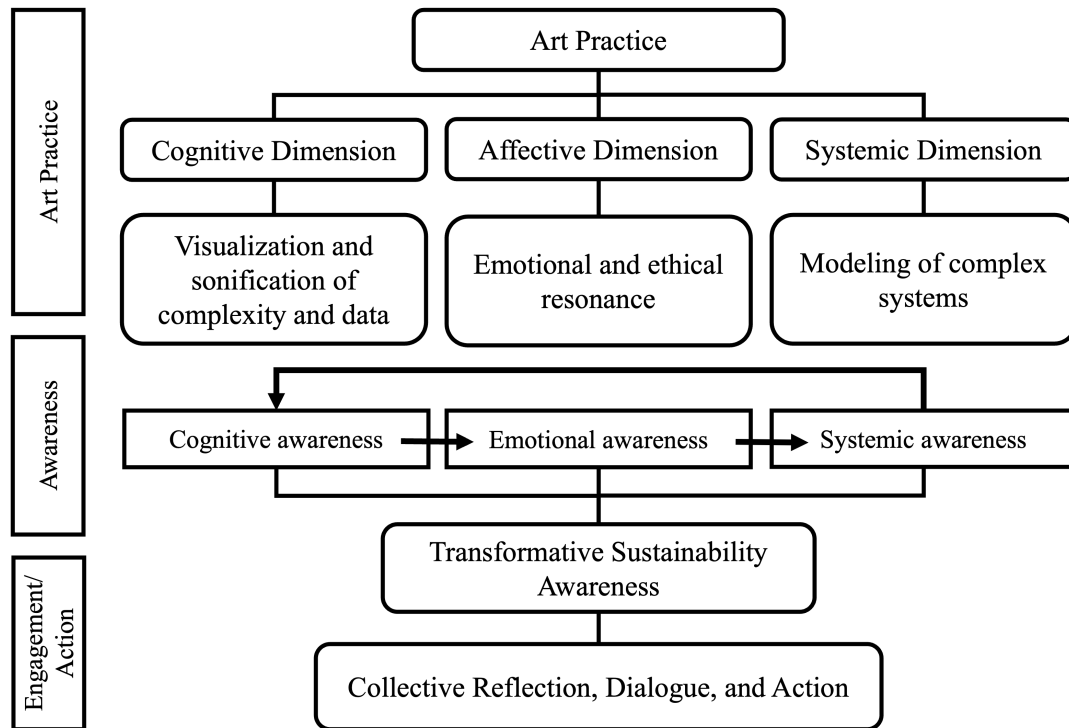 Art Practice
Art Practice
Cognitive Dimension
Affective Dimension
Systemic Dimension
Visualization and
sonification of
complexity and data
Emotional and ethical
resonance
Modeling of complex
systems
Awareness
Cognitive awareness
Emotional awareness
Systemic awareness
Engagement/
Action
Transformative Sustainability
Awareness
Collective Reflection, Dialogue, and Action